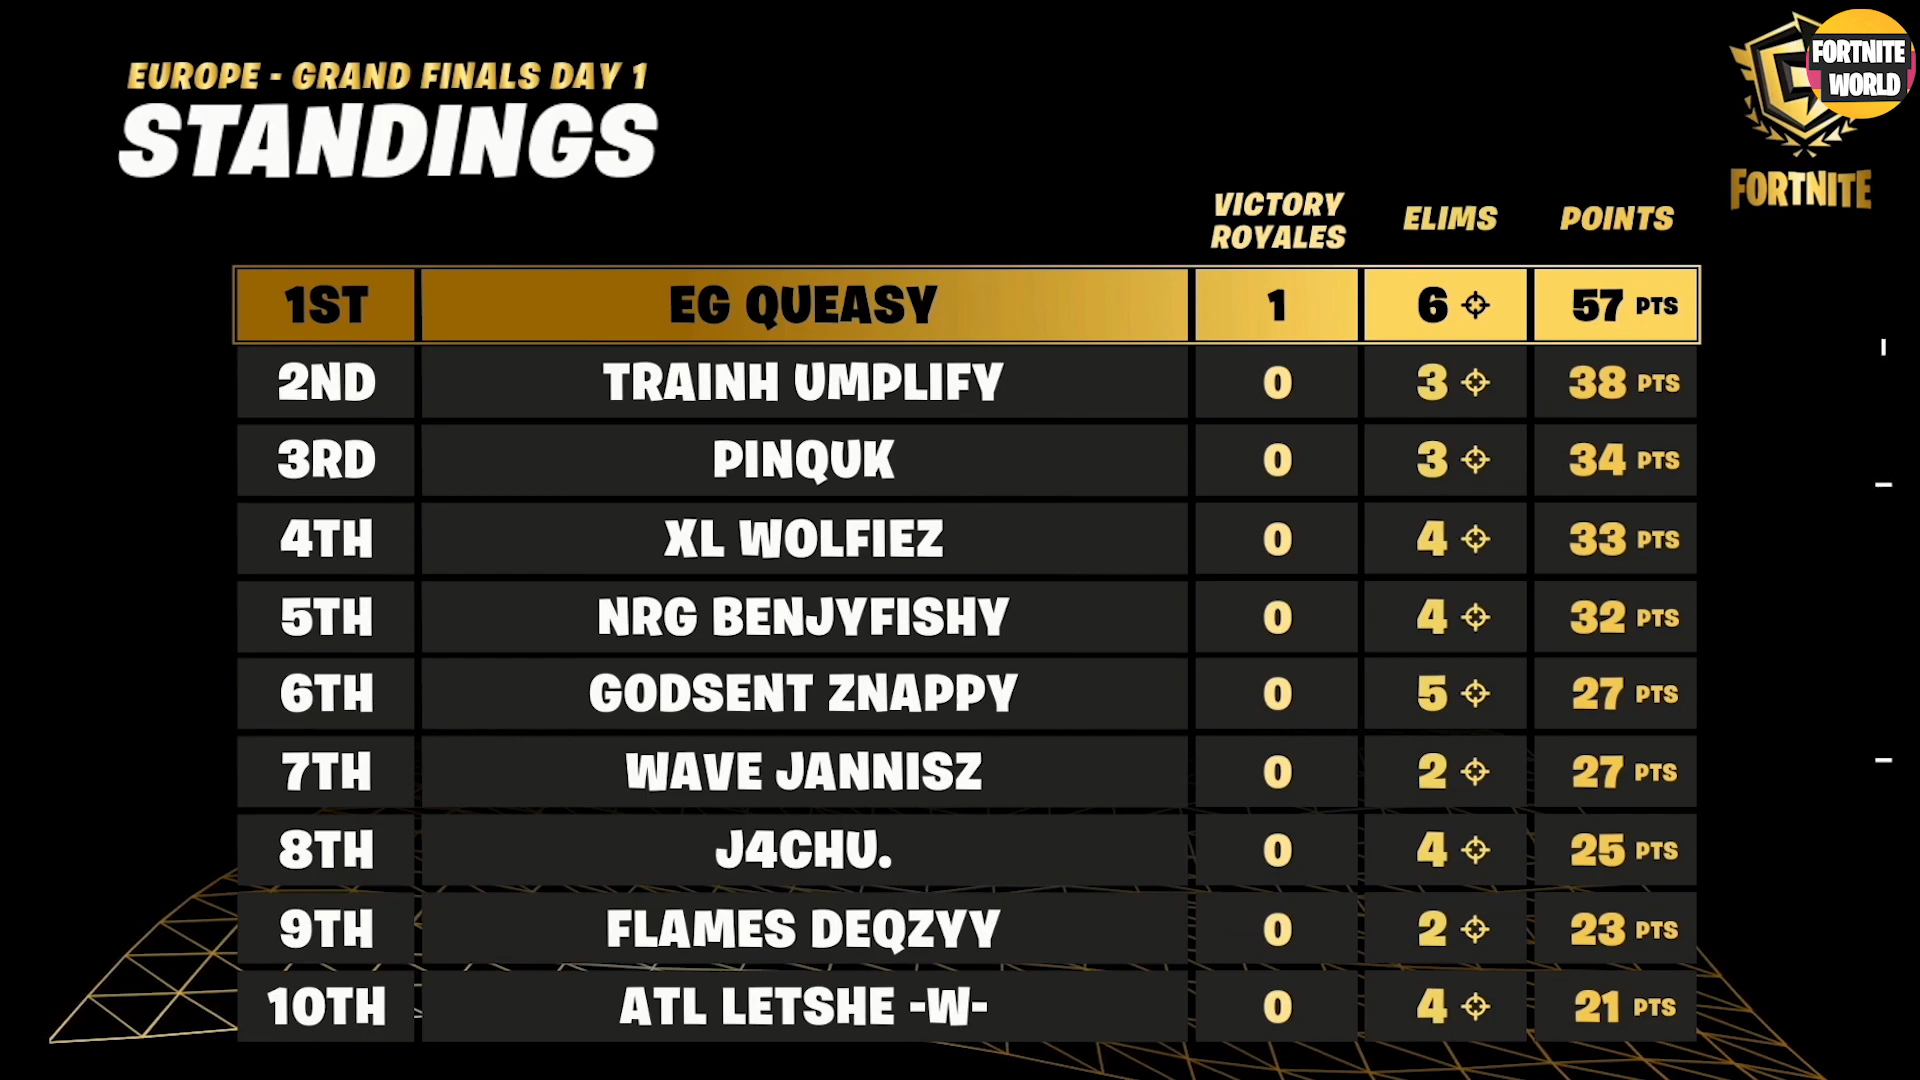 EUROPE - GRAND FINALS DAY 1
STANDINGS
FORTNITE
WORLD
FORTNITE
VICTORY ROYALES ELIMS POINTS
1ST EG QUEASY 1 6 57 PTS
2ND TRAINH UMPLIFY 0 3 38 PTS
3RD PINQUK 0 3 34 PTS
4TH XL WOLFIEZ 0 4 33 PTS
5TH NRG BENJYFISHY 0 4 32 PTS
6TH GODSENT ZNAPPY 0 5 27 PTS
7TH WAVE JANNISZ 0 2 27 PTS
8TH J4CHU. 0 4 25 PTS
9TH FLAMES DEQZYY 0 2 23 PTS
10TH ATL LETSHE -W- 0 4 21 PTS